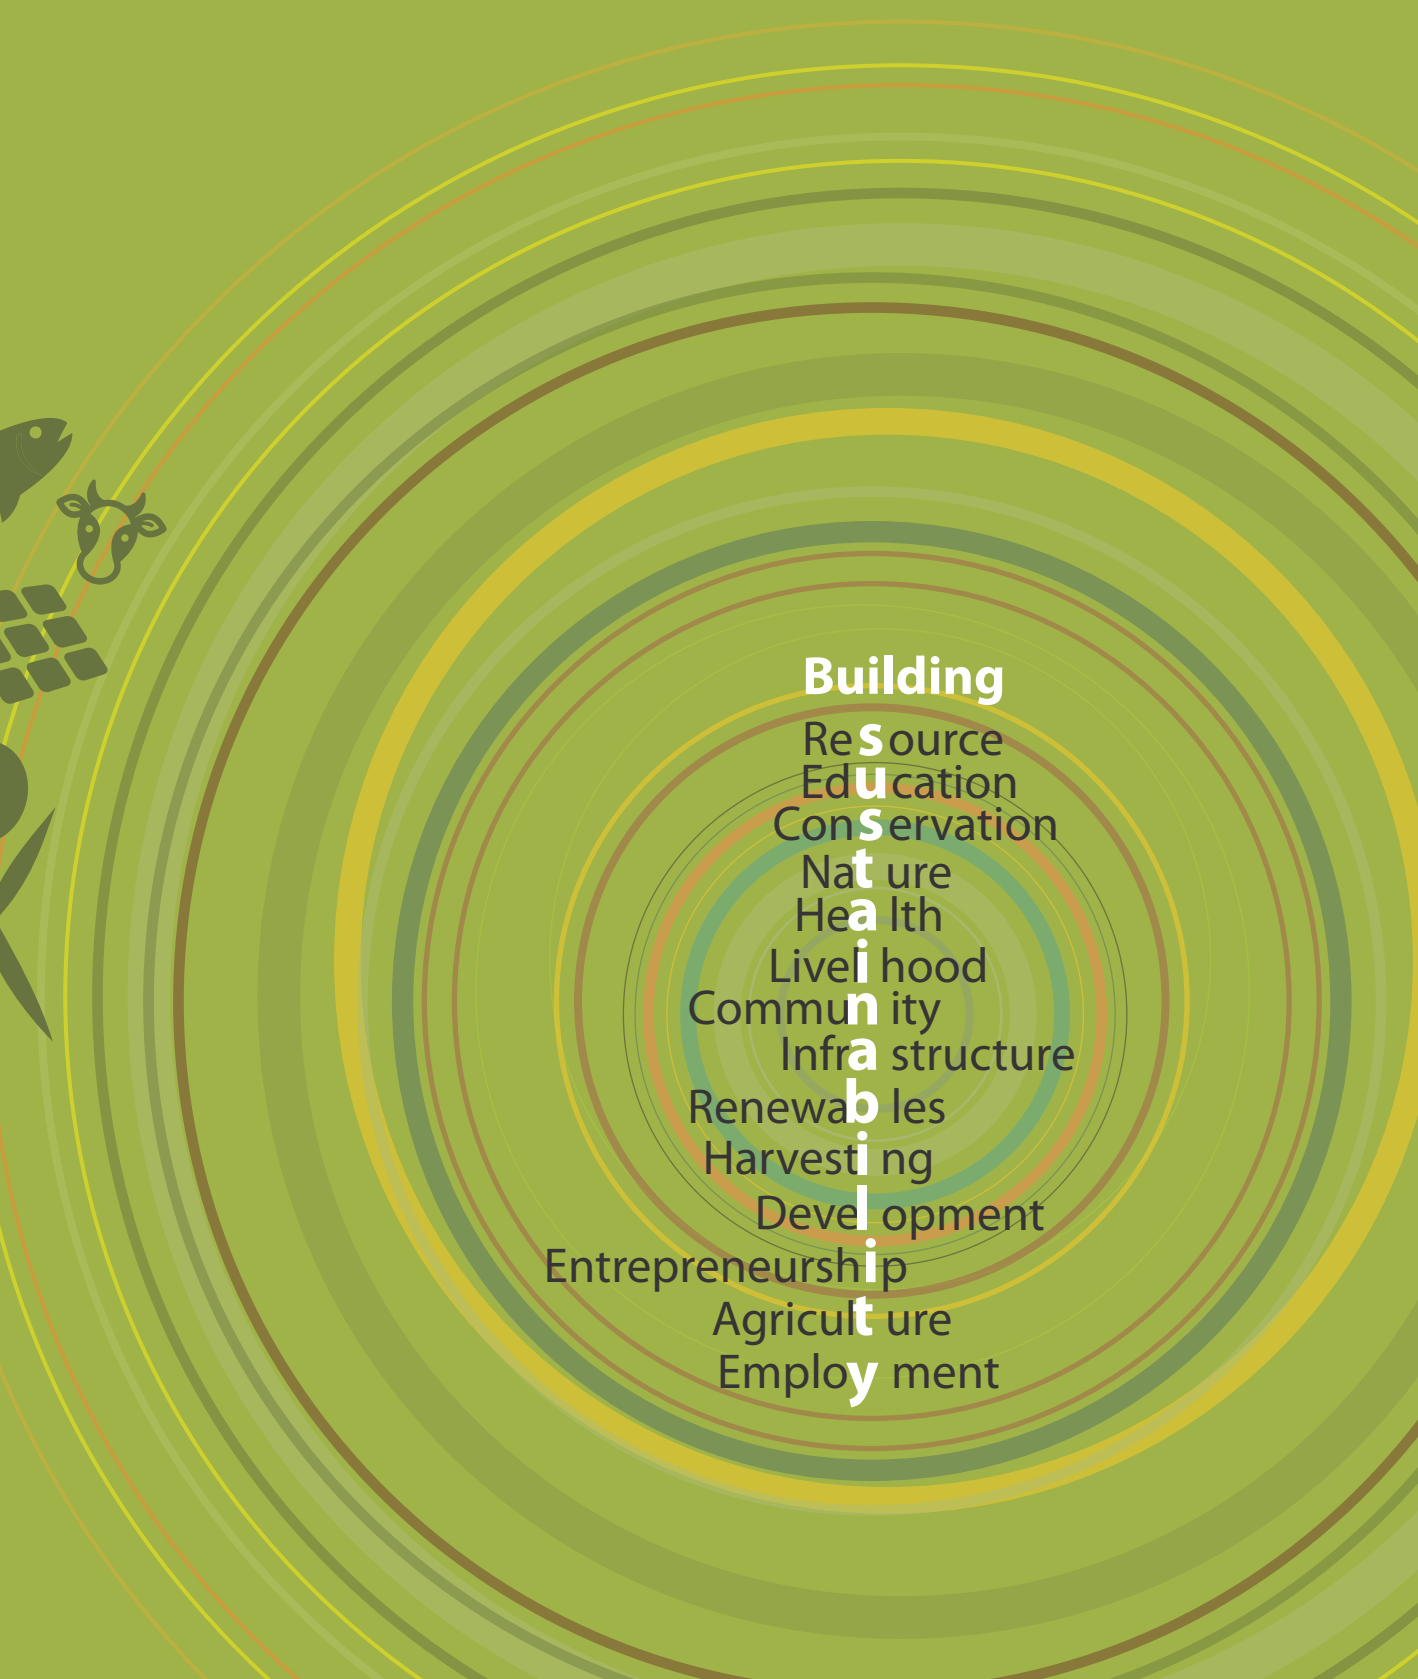 Building
Resource
Education
Conservation
Nature
Health
Livelihood
Community
Infrastructure
Renewables
Harvesting
Development
Entrepreneurship
Agriculture
Employment